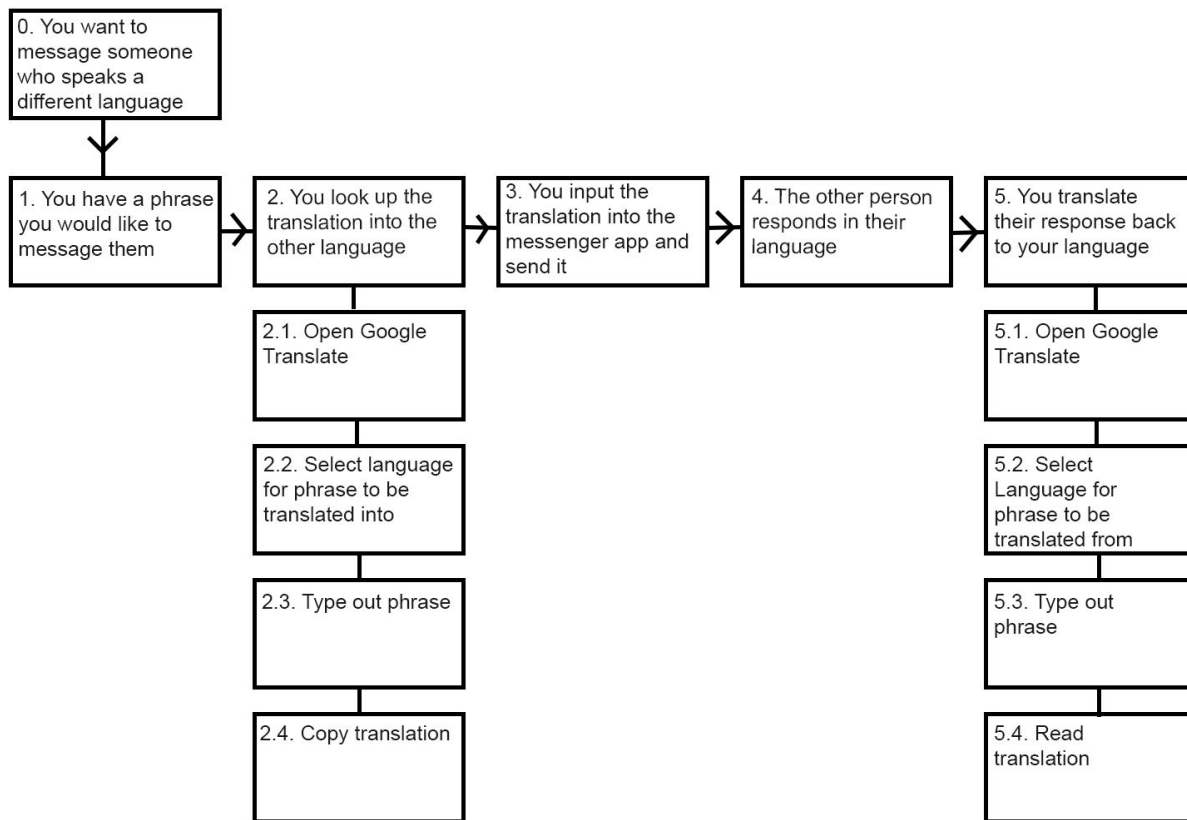 0. You want to
message someone
who speaks a
different language
1. You have a phrase
you would like to
message them
2. You look up the
translation into the
other language
3. You input the
translation into the
messenger app and
send it
4. The other person
responds in their
language
5. You translate
their response back
to your language
2.1. Open Google
Translate
2.2. Select language
for phrase to be
translated into
2.3. Type out phrase
2.4. Copy translation
5.1. Open Google
Translate
5.2. Select
Language for
phrase to be
translated from
5.3. Type out
phrase
5.4. Read
translation